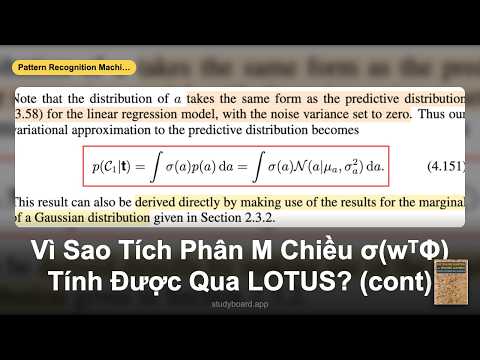 Pattern Recognition Machi...
Note that the distribution of a takes the same form as the predictive distribution
(3.58) for the linear regression model, with the noise variance set to zero. Thus our
variational approximation to the predictive distribution becomes
p(C₁|t) = ∫ σ(a)p(a) da = ∫ σ(a)N(a|μₐ, σₐ²) da. (4.151)
This result can also be derived directly by making use of the results for the marginal
of a Gaussian distribution given in Section 2.3.2.
Vì Sao Tích Phân M Chiều σ(wᵀΦ)
Tính Được Qua LOTUS? (cont)
studyboard.app